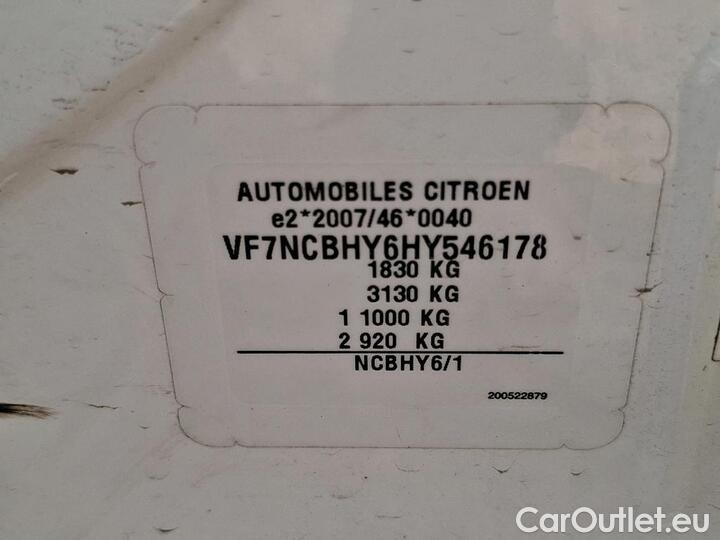 AUTOMOBILES CITROEN
e2*2007/46*0040
VF7NCBHY6HY546178
1830 KG
3130 KG
1 1000 KG
2 920 KG
NCBHY6/1
200522879
CarOutlet.eu